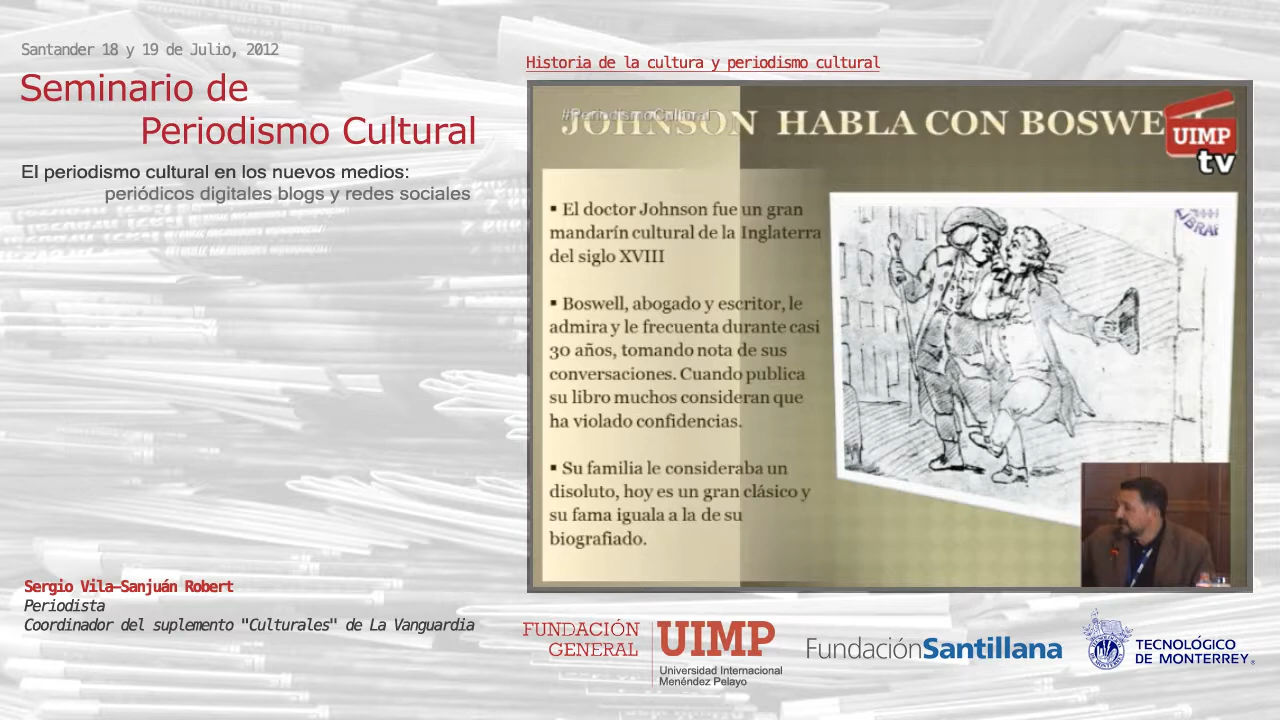 Santander 18 y 19 de Julio, 2012
Seminario de
Periodismo Cultural
El periodismo cultural en los nuevos medios:
periódicos digitales blogs y redes sociales
Historia de la cultura y periodismo cultural
#PeriodismoCultural
JOHNSON HABLA CON BOSWE
UIMP
tv
▪ El doctor Johnson fue un gran
mandarín cultural de la Inglaterra
del siglo XVIII
▪ Boswell, abogado y escritor, le
admira y le frecuenta durante casi
30 años, tomando nota de sus
conversaciones. Cuando publica
su libro muchos consideran que
ha violado confidencias.
▪ Su familia le consideraba un
disoluto, hoy es un gran clásico y
su fama iguala a la de su
biografiado.
Sergio Vila-Sanjuán Robert
Periodista
Coordinador del suplemento "Culturales" de La Vanguardia
FUNDACIÓN
GENERAL
UIMP
Universidad Internacional
Menéndez Pelayo
FundaciónSantillana
TECNOLÓGICO
DE MONTERREY®